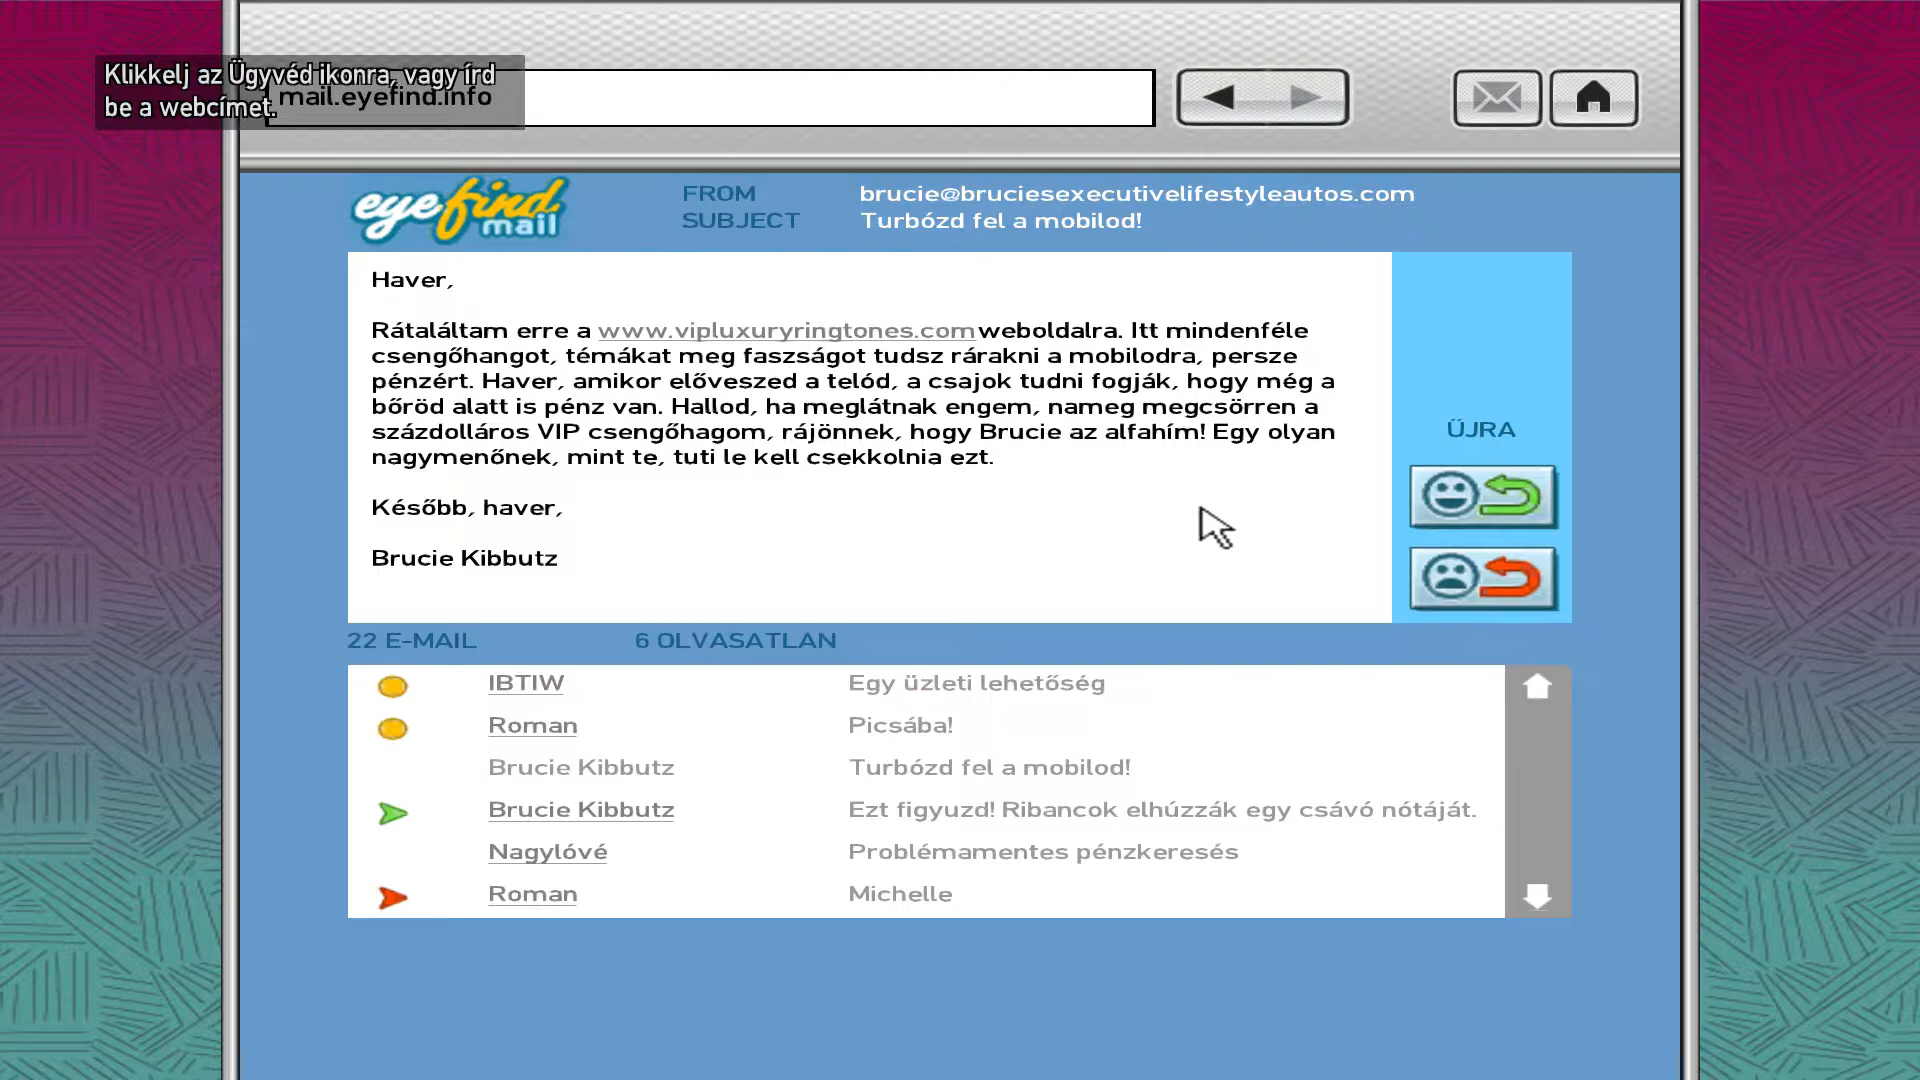 Klikkelj az Ügyvéd ikonra, vagy írd
be a webcímet.
mail.eyefind.info
eyefind
mail
FROM brucie@bruciesexecutivelifestyleautos.com
SUBJECT Turbózd fel a mobilod!
Haver,
Rátaláltam erre a www.vipluxuryringtones.com weboldalra. Itt mindenféle
csengőhangot, témákat meg faszságot tudsz rárakni a mobilodra, persze
pénzért. Haver, amikor előveszed a telód, a csajok tudni fogják, hogy még a
bőröd alatt is pénz van. Hallod, ha meglátnak engem, nameg megcsörren a
százdolláros VIP csengőhagom, rájönnek, hogy Brucie az alfahím! Egy olyan
nagymenőnek, mint te, tuti le kell csekkolnia ezt.
Később, haver,
Brucie Kibbutz
ŰJRA
22 E-MAIL 6 OLVASATLAN
IBTIW Egy üzleti lehetőség
Roman Picsába!
Brucie Kibbutz Turbózd fel a mobilod!
Brucie Kibbutz Ezt figyuzd! Ribancok elhúzzák egy csávó nótáját.
Nagylóvé Problémamentes pénzkeresés
Roman Michelle